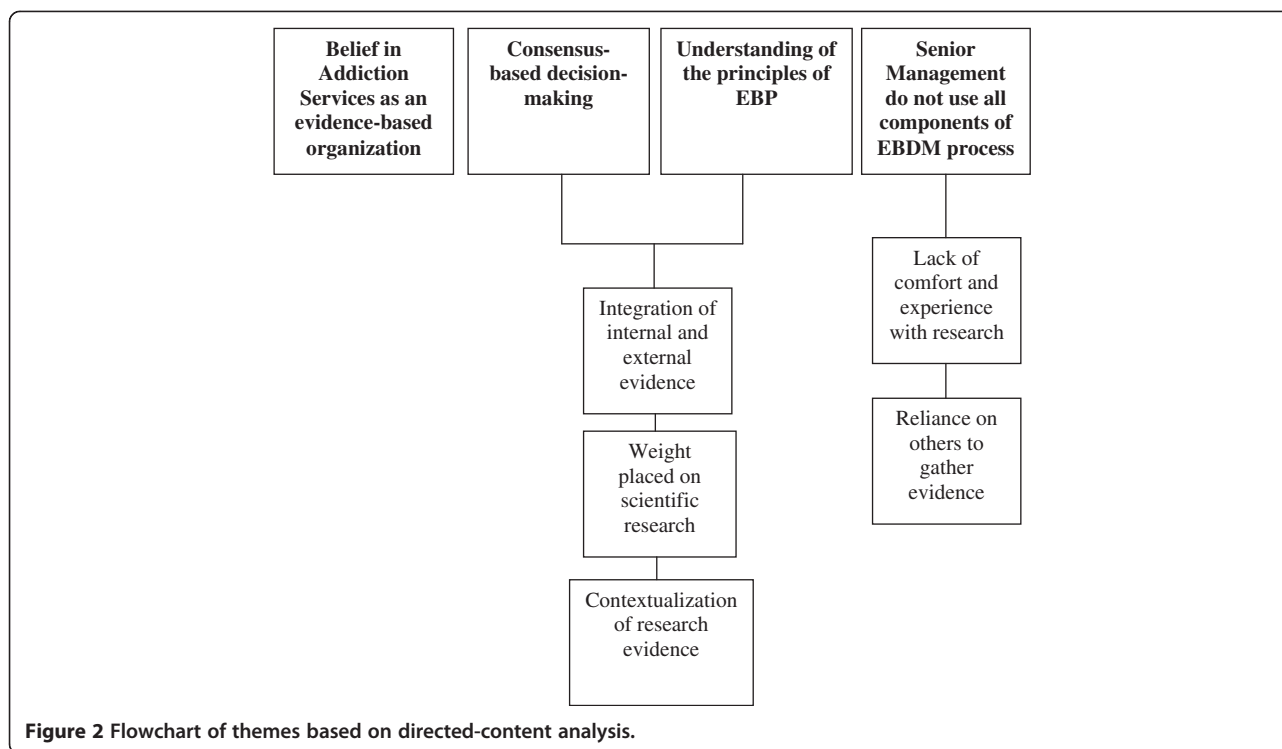 Belief in
Addiction
Services as an
evidence-based
organization
Consensus-
based decision-
making
Understanding of
the principles of
EBP
Senior
Management
do not use all
components of
EBDM process
Lack of
comfort and
experience
with research
Integration of
internal and
external
evidence
Reliance on
others to
gather
evidence
Weight
placed on
scientific
research
Contextualization
of research
evidence
Figure 2 Flowchart of themes based on directed-content analysis.